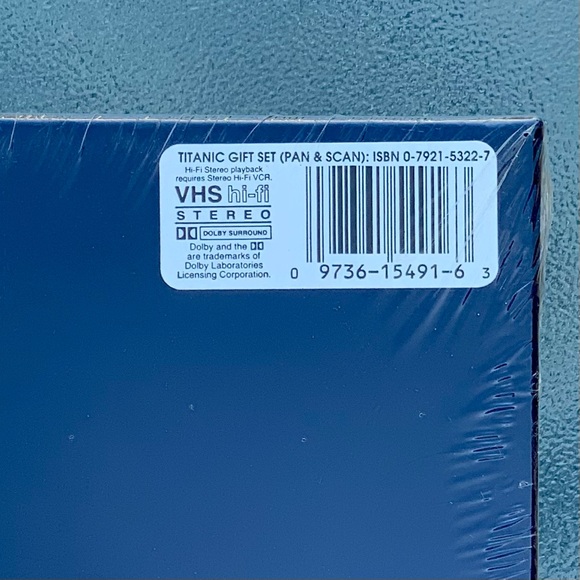 TITANIC GIFT SET (PAN & SCAN): ISBN 0-7921-5322-7
Hi-Fi Stereo playback
requires Stereo Hi-Fi VCR.
VHS hi-fi
STEREO
DOLBY SURROUND
Dolby and the
are trademarks of
Dolby Laboratories
Licensing Corporation.
0 9736-15491-6 3